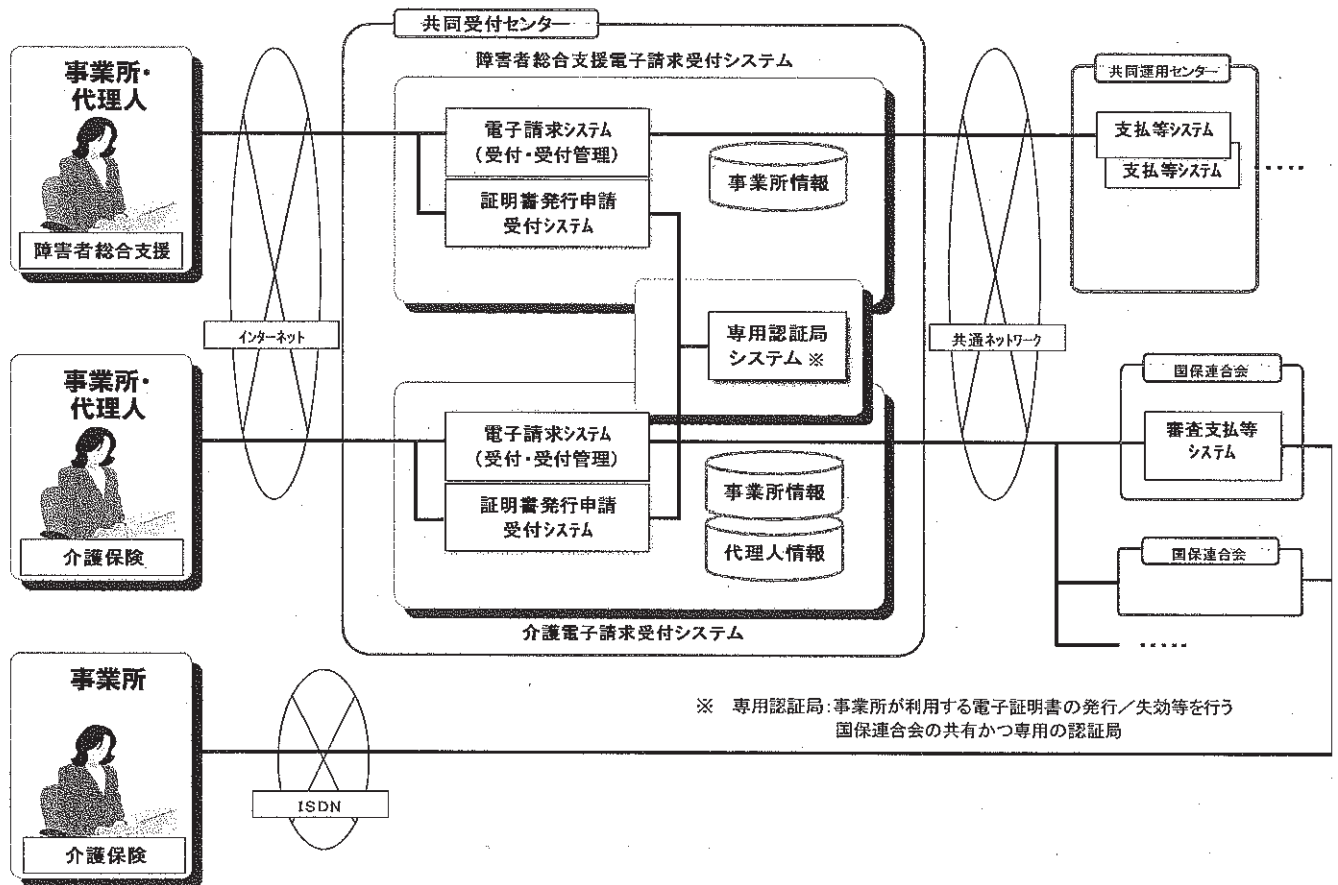 共同受付センター
障害者総合支援電子請求受付システム
事業所・
代理人
障害者総合支援
電子請求システム
(受付・受付管理)
証明書発行申請
受付システム
事業所情報
共同運用センター
支払等システム
支払等システム
・・・・
インターネット
専用認証局
システム ※
共通ネットワーク
事業所・
代理人
介護保険
電子請求システム
(受付・受付管理)
証明書発行申請
受付システム
事業所情報
代理人情報
国保連合会
審査支払等
システム
国保連合会
・・・・・
介護電子請求受付システム
事業所
介護保険
ISDN
※ 専用認証局:事業所が利用する電子証明書の発行/失効等を行う
国保連合会の共有かつ専用の認証局